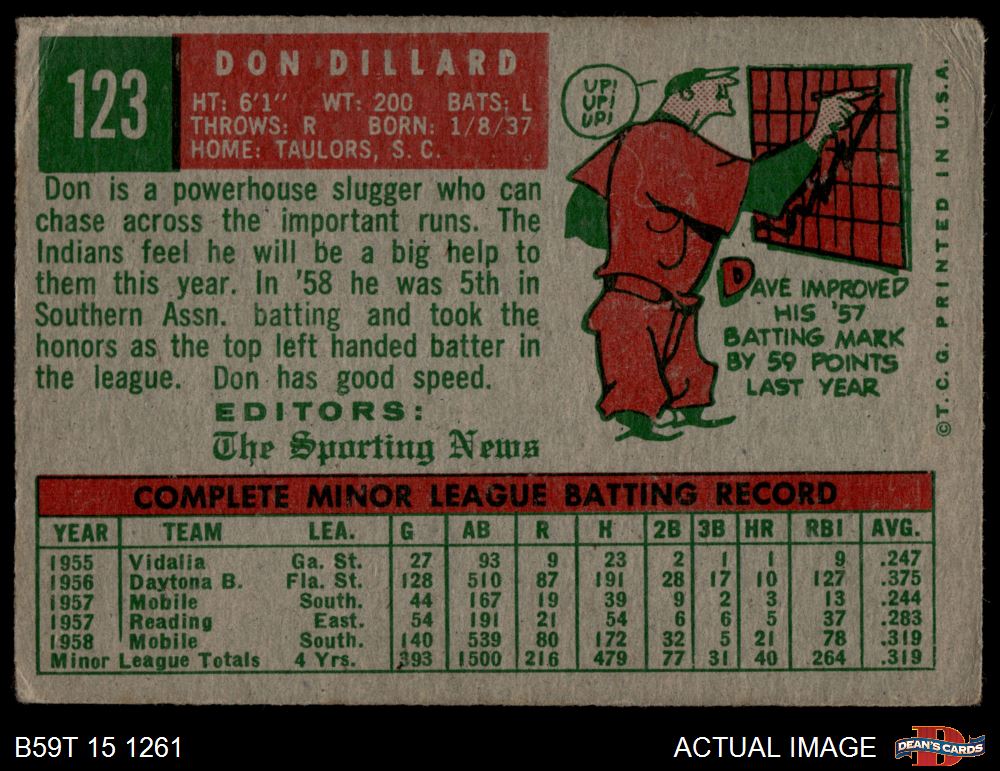 123
DON DILLARD
HT: 6'1" WT: 200 BATS: L
THROWS: R BORN: 1/8/37
HOME: TAULORS, S. C.
Don is a powerhouse slugger who can
chase across the important runs. The
Indians feel he will be a big help to
them this year. In '58 he was 5th in
Southern Assn. batting and took the
honors as the top left handed batter in
the league. Don has good speed.
EDITORS:
The Sporting News
UP!
UP!
UP!
DAVE IMPROVED
HIS '57
BATTING MARK
BY 59 POINTS
LAST YEAR
©T. C. G. PRINTED IN U.S.A.
COMPLETE MINOR LEAGUE BATTING RECORD
YEAR TEAM LEA. G AB R H 2B 3B HR RBI AVG.
1955 Vidalia Ga. St. 27 93 9 23 2 1 1 9 .247
1956 Daytona B. Fla. St. 128 510 87 191 28 17 10 127 .375
1957 Mobile South. 44 167 19 39 9 2 3 13 .244
1957 Reading East. 54 191 21 54 6 6 5 37 .283
1958 Mobile South. 140 539 80 172 32 5 21 78 .319
Minor League Totals 4 Yrs. 393 1500 216 479 77 31 40 264 .319
B59T 15 1261
ACTUAL IMAGE
DEAN'S CARDS